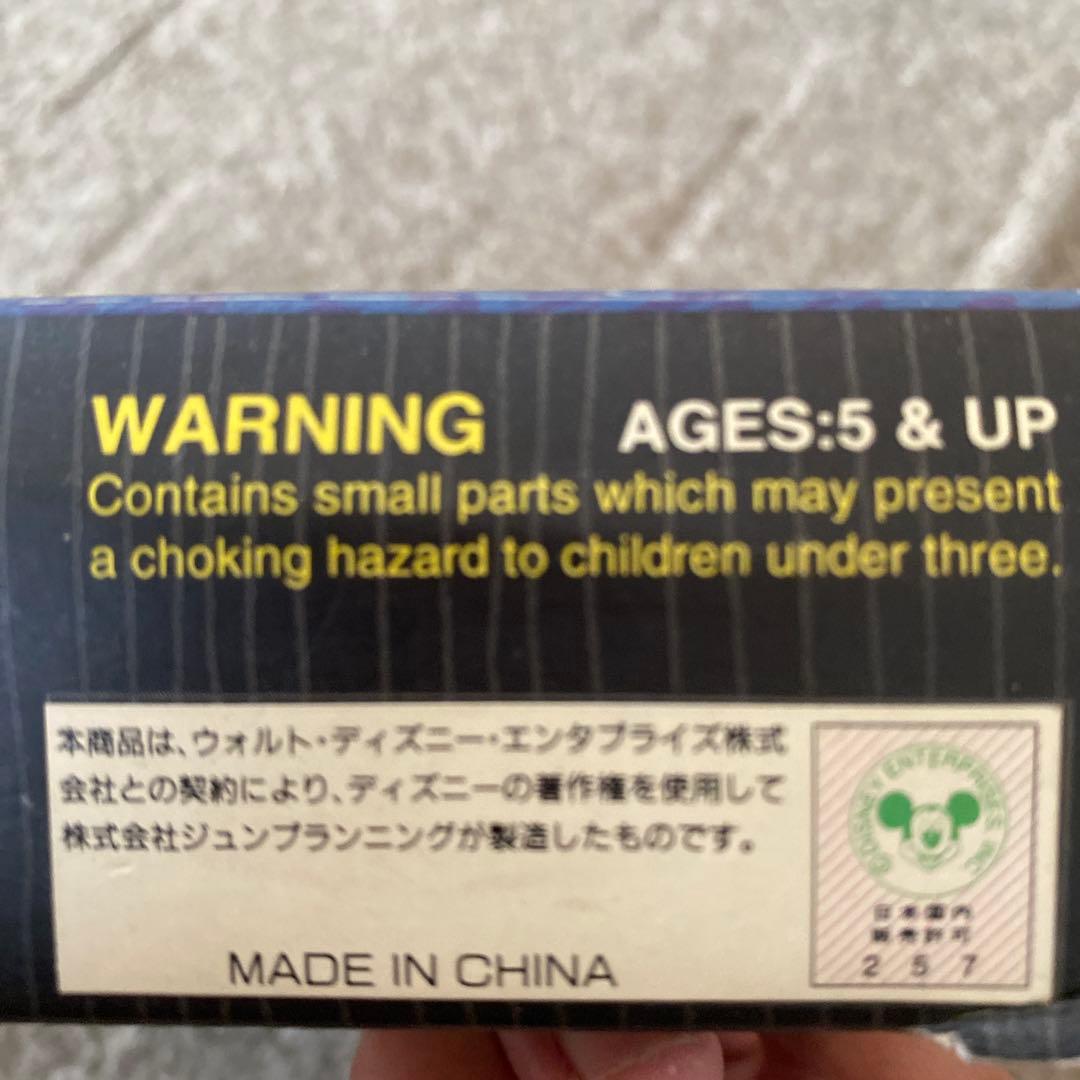 WARNING AGES:5 & UP
Contains small parts which may present
a choking hazard to children under three.
本商品は、ウォルト・ディズニー・エンタプライズ株式
会社との契約により、ディズニーの著作権を使用して
株式会社ジュンプランニングが製造したものです。
MADE IN CHINA
©DISNEY ENTERPRISES INC
日本国内
販売許可
2 5 7